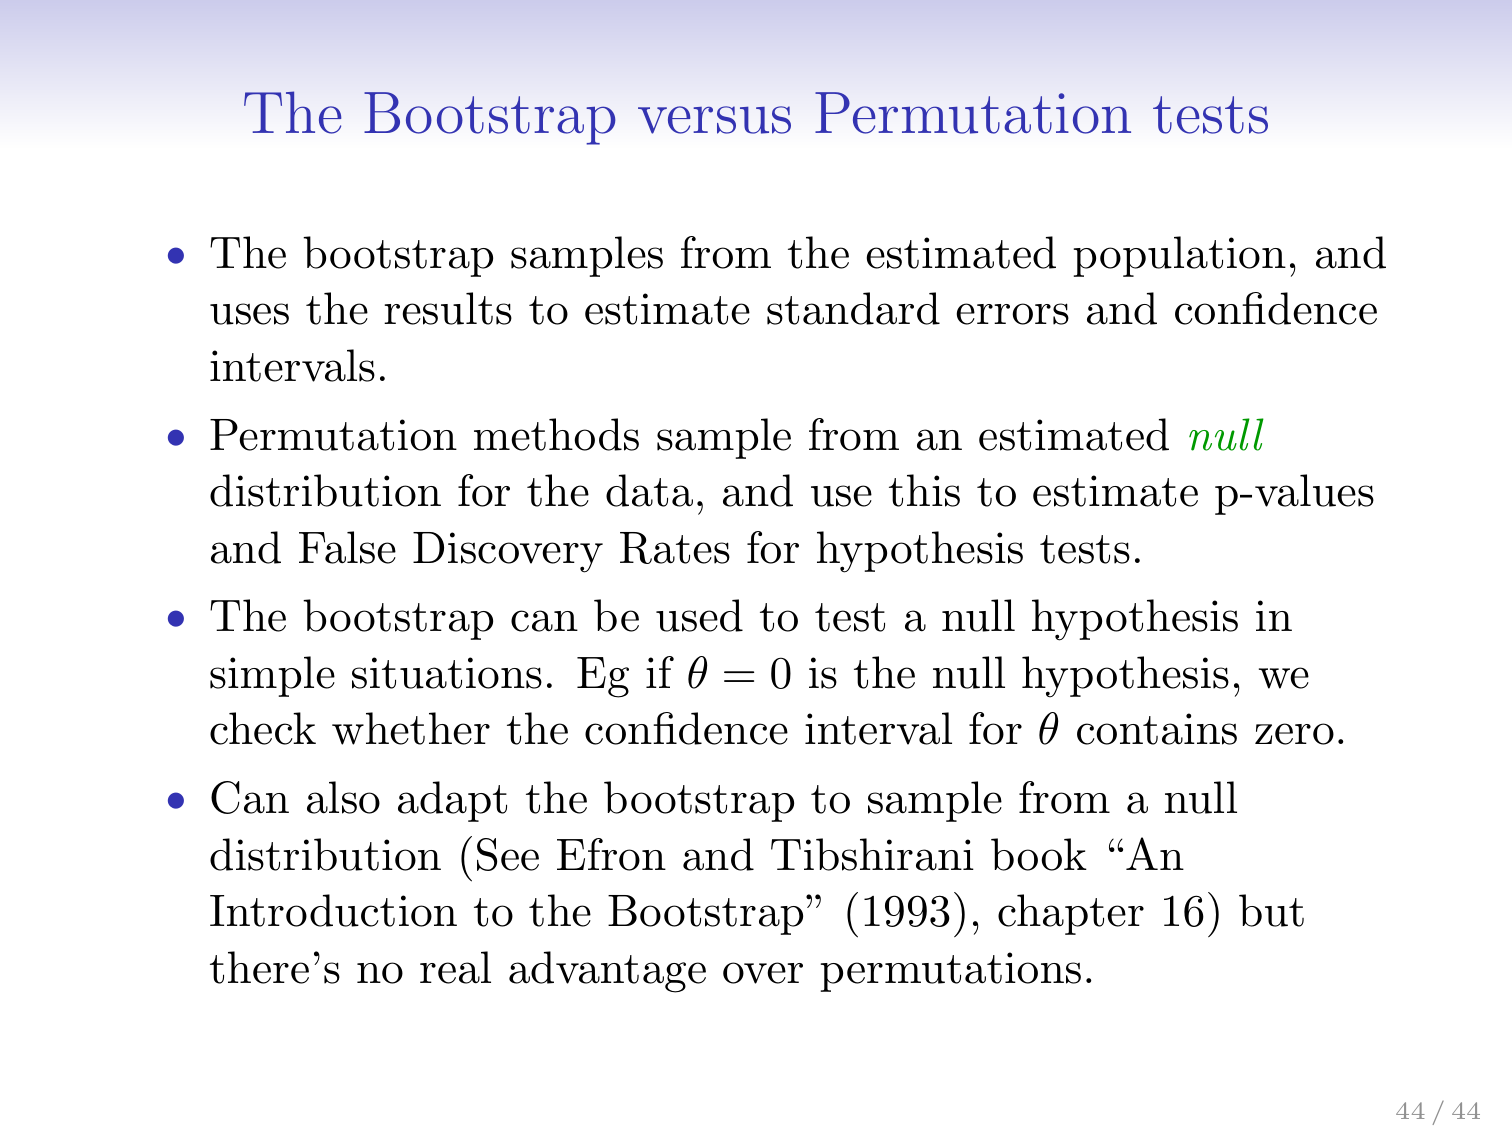 The Bootstrap versus Permutation tests
• The bootstrap samples from the estimated population, and
uses the results to estimate standard errors and confidence
intervals.
• Permutation methods sample from an estimated null
distribution for the data, and use this to estimate p-values
and False Discovery Rates for hypothesis tests.
• The bootstrap can be used to test a null hypothesis in
simple situations. Eg if θ = 0 is the null hypothesis, we
check whether the confidence interval for θ contains zero.
• Can also adapt the bootstrap to sample from a null
distribution (See Efron and Tibshirani book “An
Introduction to the Bootstrap” (1993), chapter 16) but
there’s no real advantage over permutations.
44 / 44